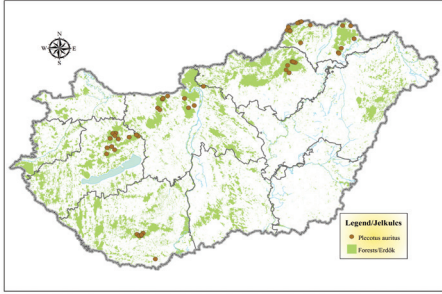 N
W E
S
Legend/Jelkulcs
Plecotus auritus
Forests/Erdők